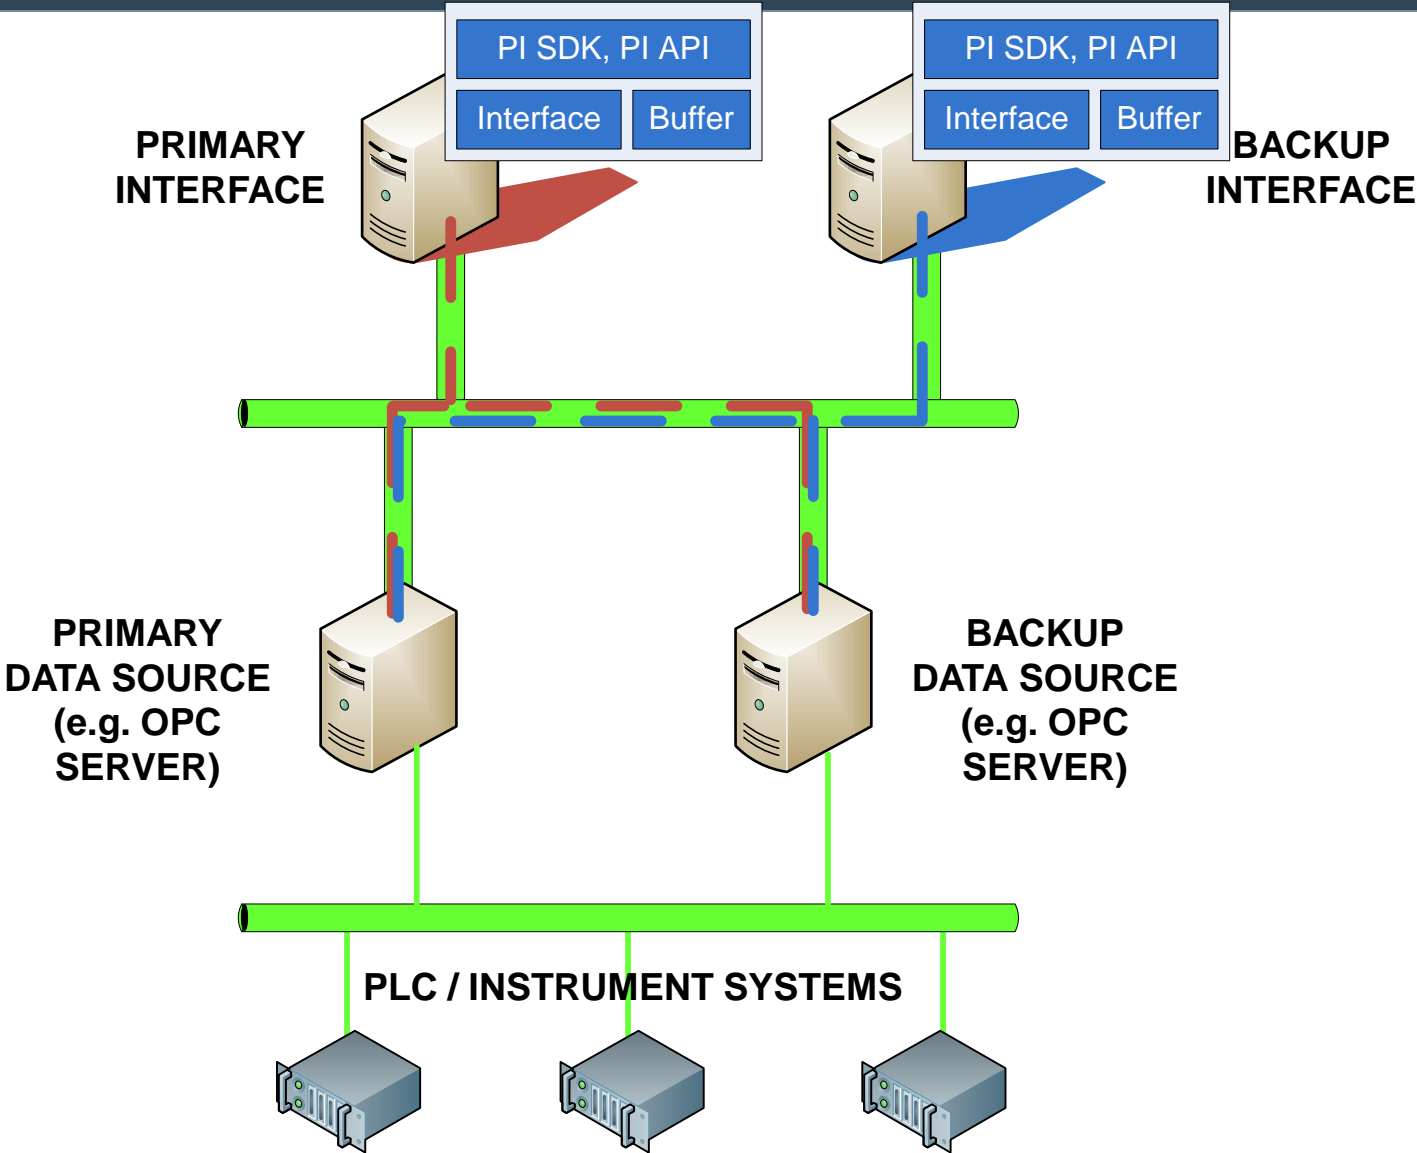 PI SDK, PI API
Interface
Buffer
PI SDK, PI API
Interface
Buffer
PRIMARY
INTERFACE
BACKUP
INTERFACE
PRIMARY
DATA SOURCE
(e.g. OPC
SERVER)
BACKUP
DATA SOURCE
(e.g. OPC
SERVER)
PLC / INSTRUMENT SYSTEMS